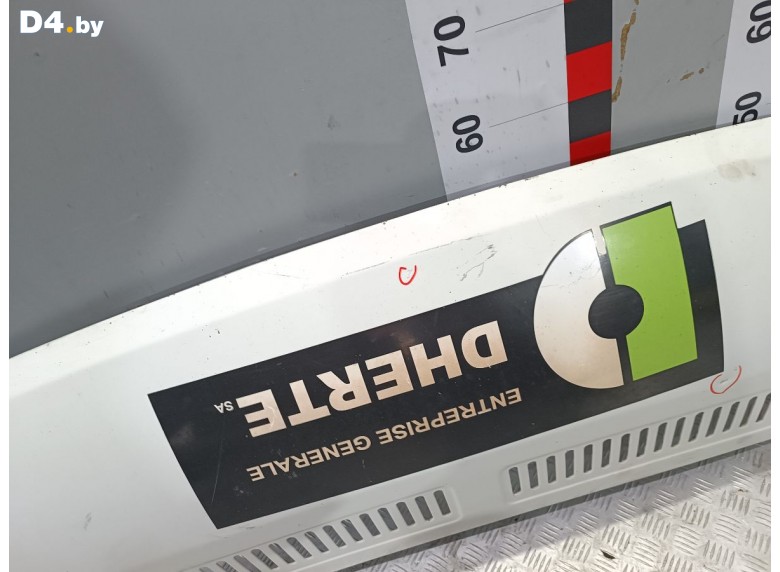 D4.by
70
60
60
50
ENTREPRISE GENERALE
DHERTE SA